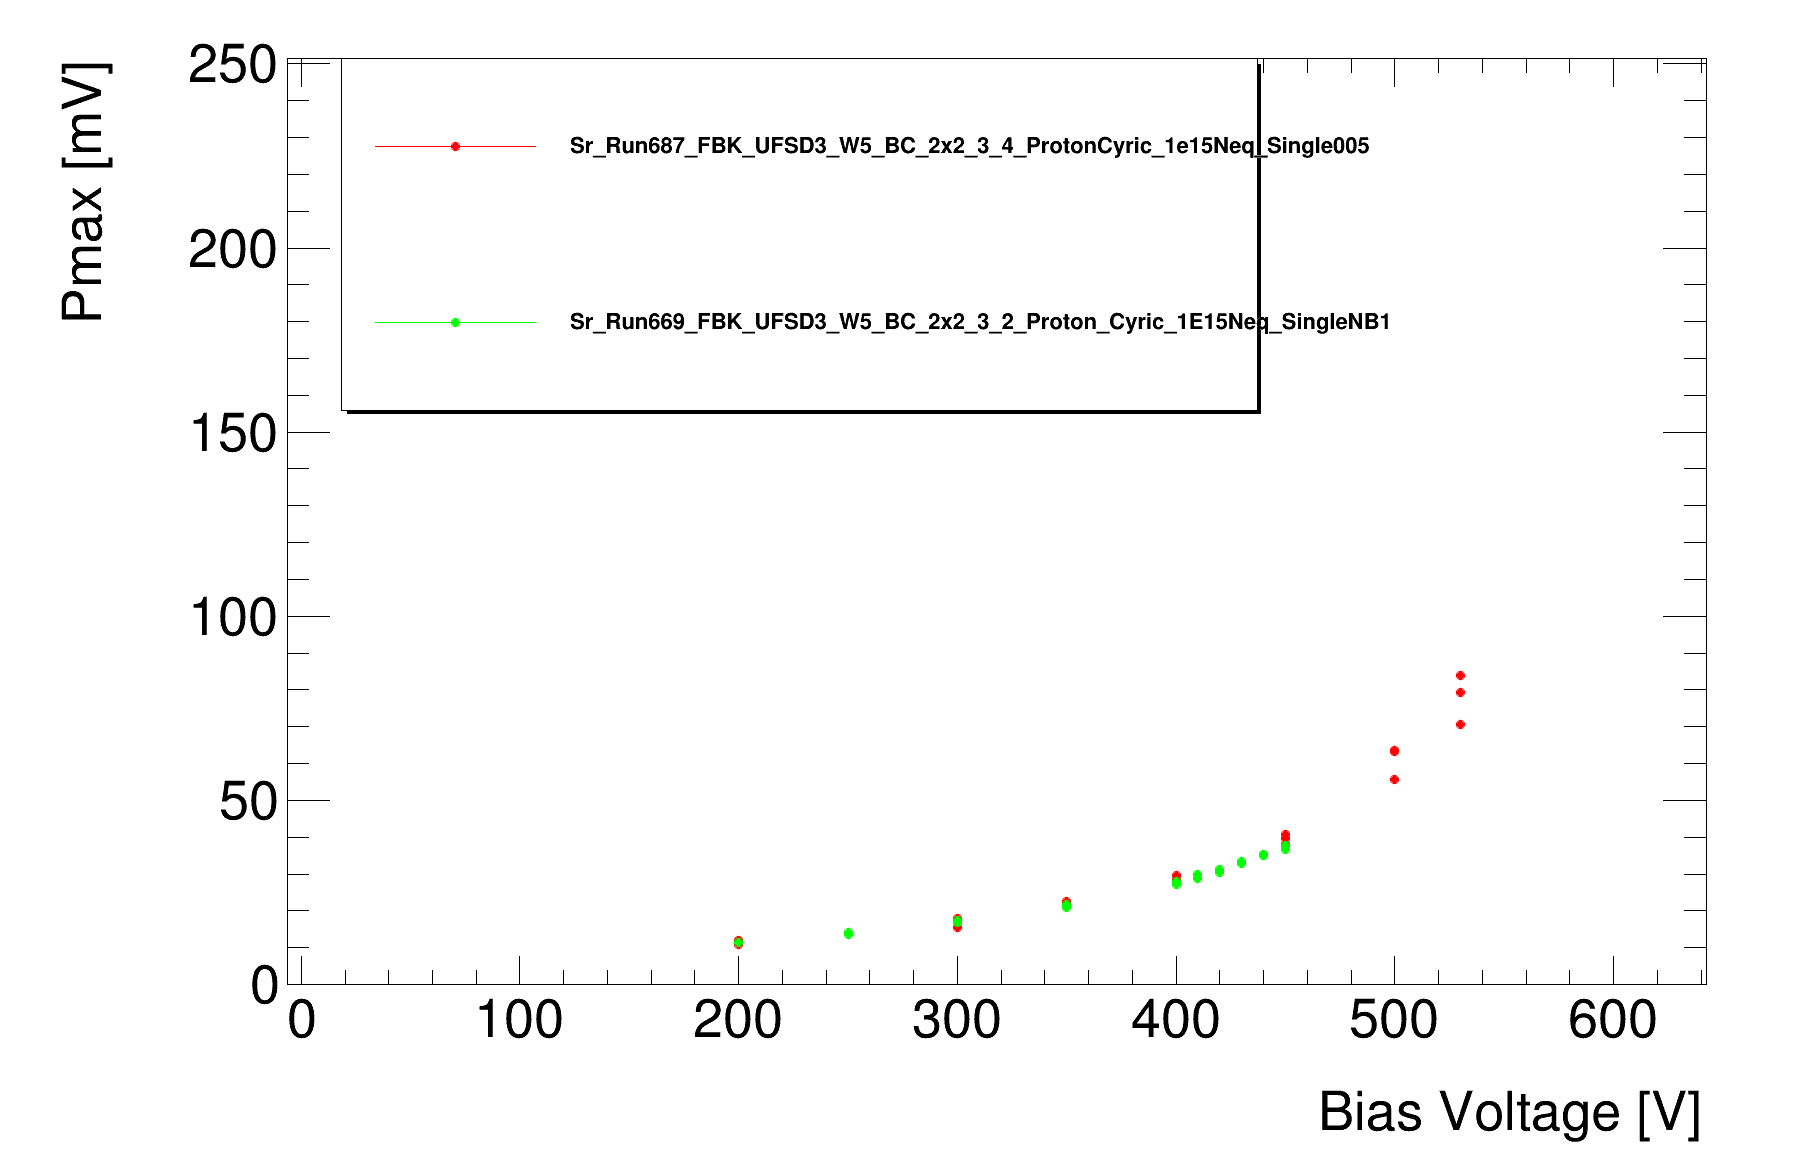 Pmax [mV]
250
200
150
100
50
0
Sr_Run687_FBK_UFSD3_W5_BC_2x2_3_4_ProtonCyric_1e15Neq_Single005
Sr_Run669_FBK_UFSD3_W5_BC_2x2_3_2_Proton_Cyric_1E15Neq_SingleNB1
0 100 200 300 400 500 600
Bias Voltage [V]